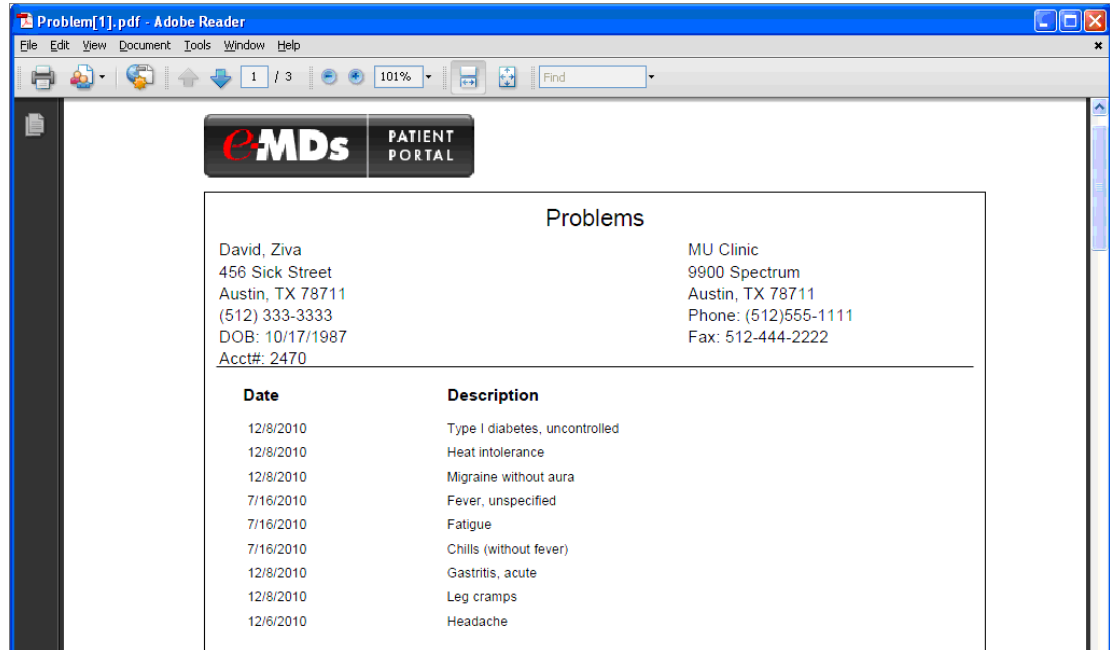 Problem[1].pdf - Adobe Reader
File Edit View Document Tools Window Help
1 / 3 101% Find
e-MDs PATIENT PORTAL
Problems
David, Ziva MU Clinic
456 Sick Street 9900 Spectrum
Austin, TX 78711 Austin, TX 78711
(512) 333-3333 Phone: (512)555-1111
DOB: 10/17/1987 Fax: 512-444-2222
Acct#: 2470
Date Description
12/8/2010 Type I diabetes, uncontrolled
12/8/2010 Heat intolerance
12/8/2010 Migraine without aura
7/16/2010 Fever, unspecified
7/16/2010 Fatigue
7/16/2010 Chills (without fever)
12/8/2010 Gastritis, acute
12/8/2010 Leg cramps
12/6/2010 Headache